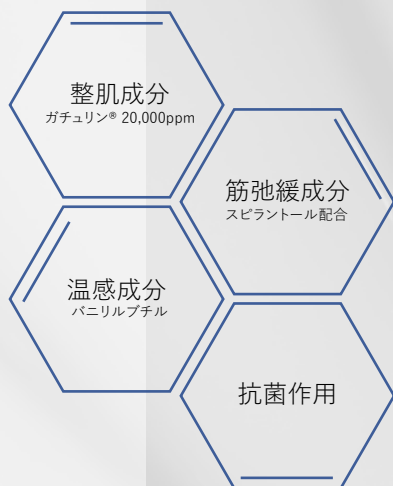 整肌成分
ガチュリン® 20,000ppm
筋弛緩成分
スピラントール配合
温感成分
バニリルブチル
抗菌作用